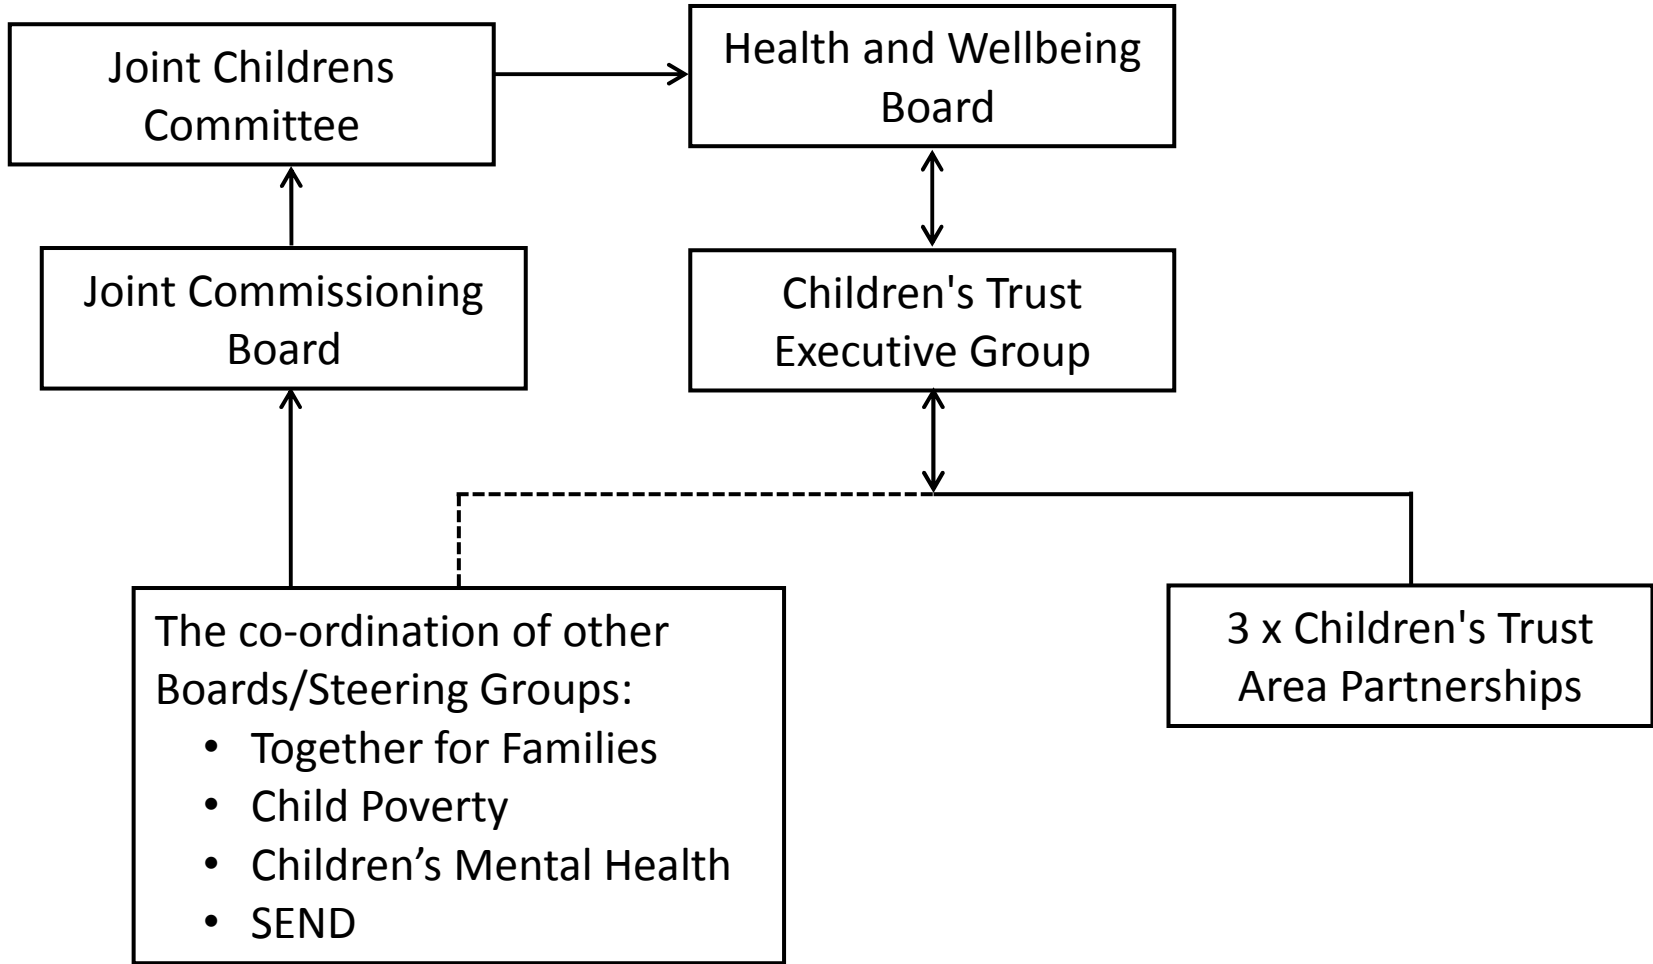 Joint Childrens
Committee
Health and Wellbeing
Board
Joint Commissioning
Board
Children's Trust
Executive Group
The co-ordination of other
Boards/Steering Groups:
• Together for Families
• Child Poverty
• Children’s Mental Health
• SEND
3 x Children's Trust
Area Partnerships